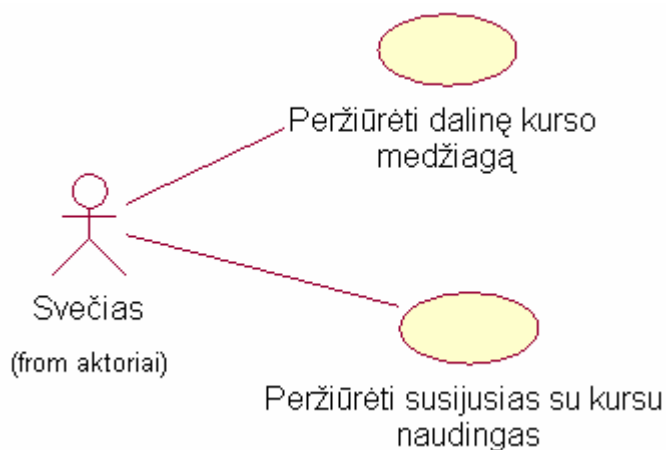 Peržiūrėti dalinę kurso
medžiagą
Svečias
(from aktoriai)
Peržiūrėti susijusias su kursu
naudingas